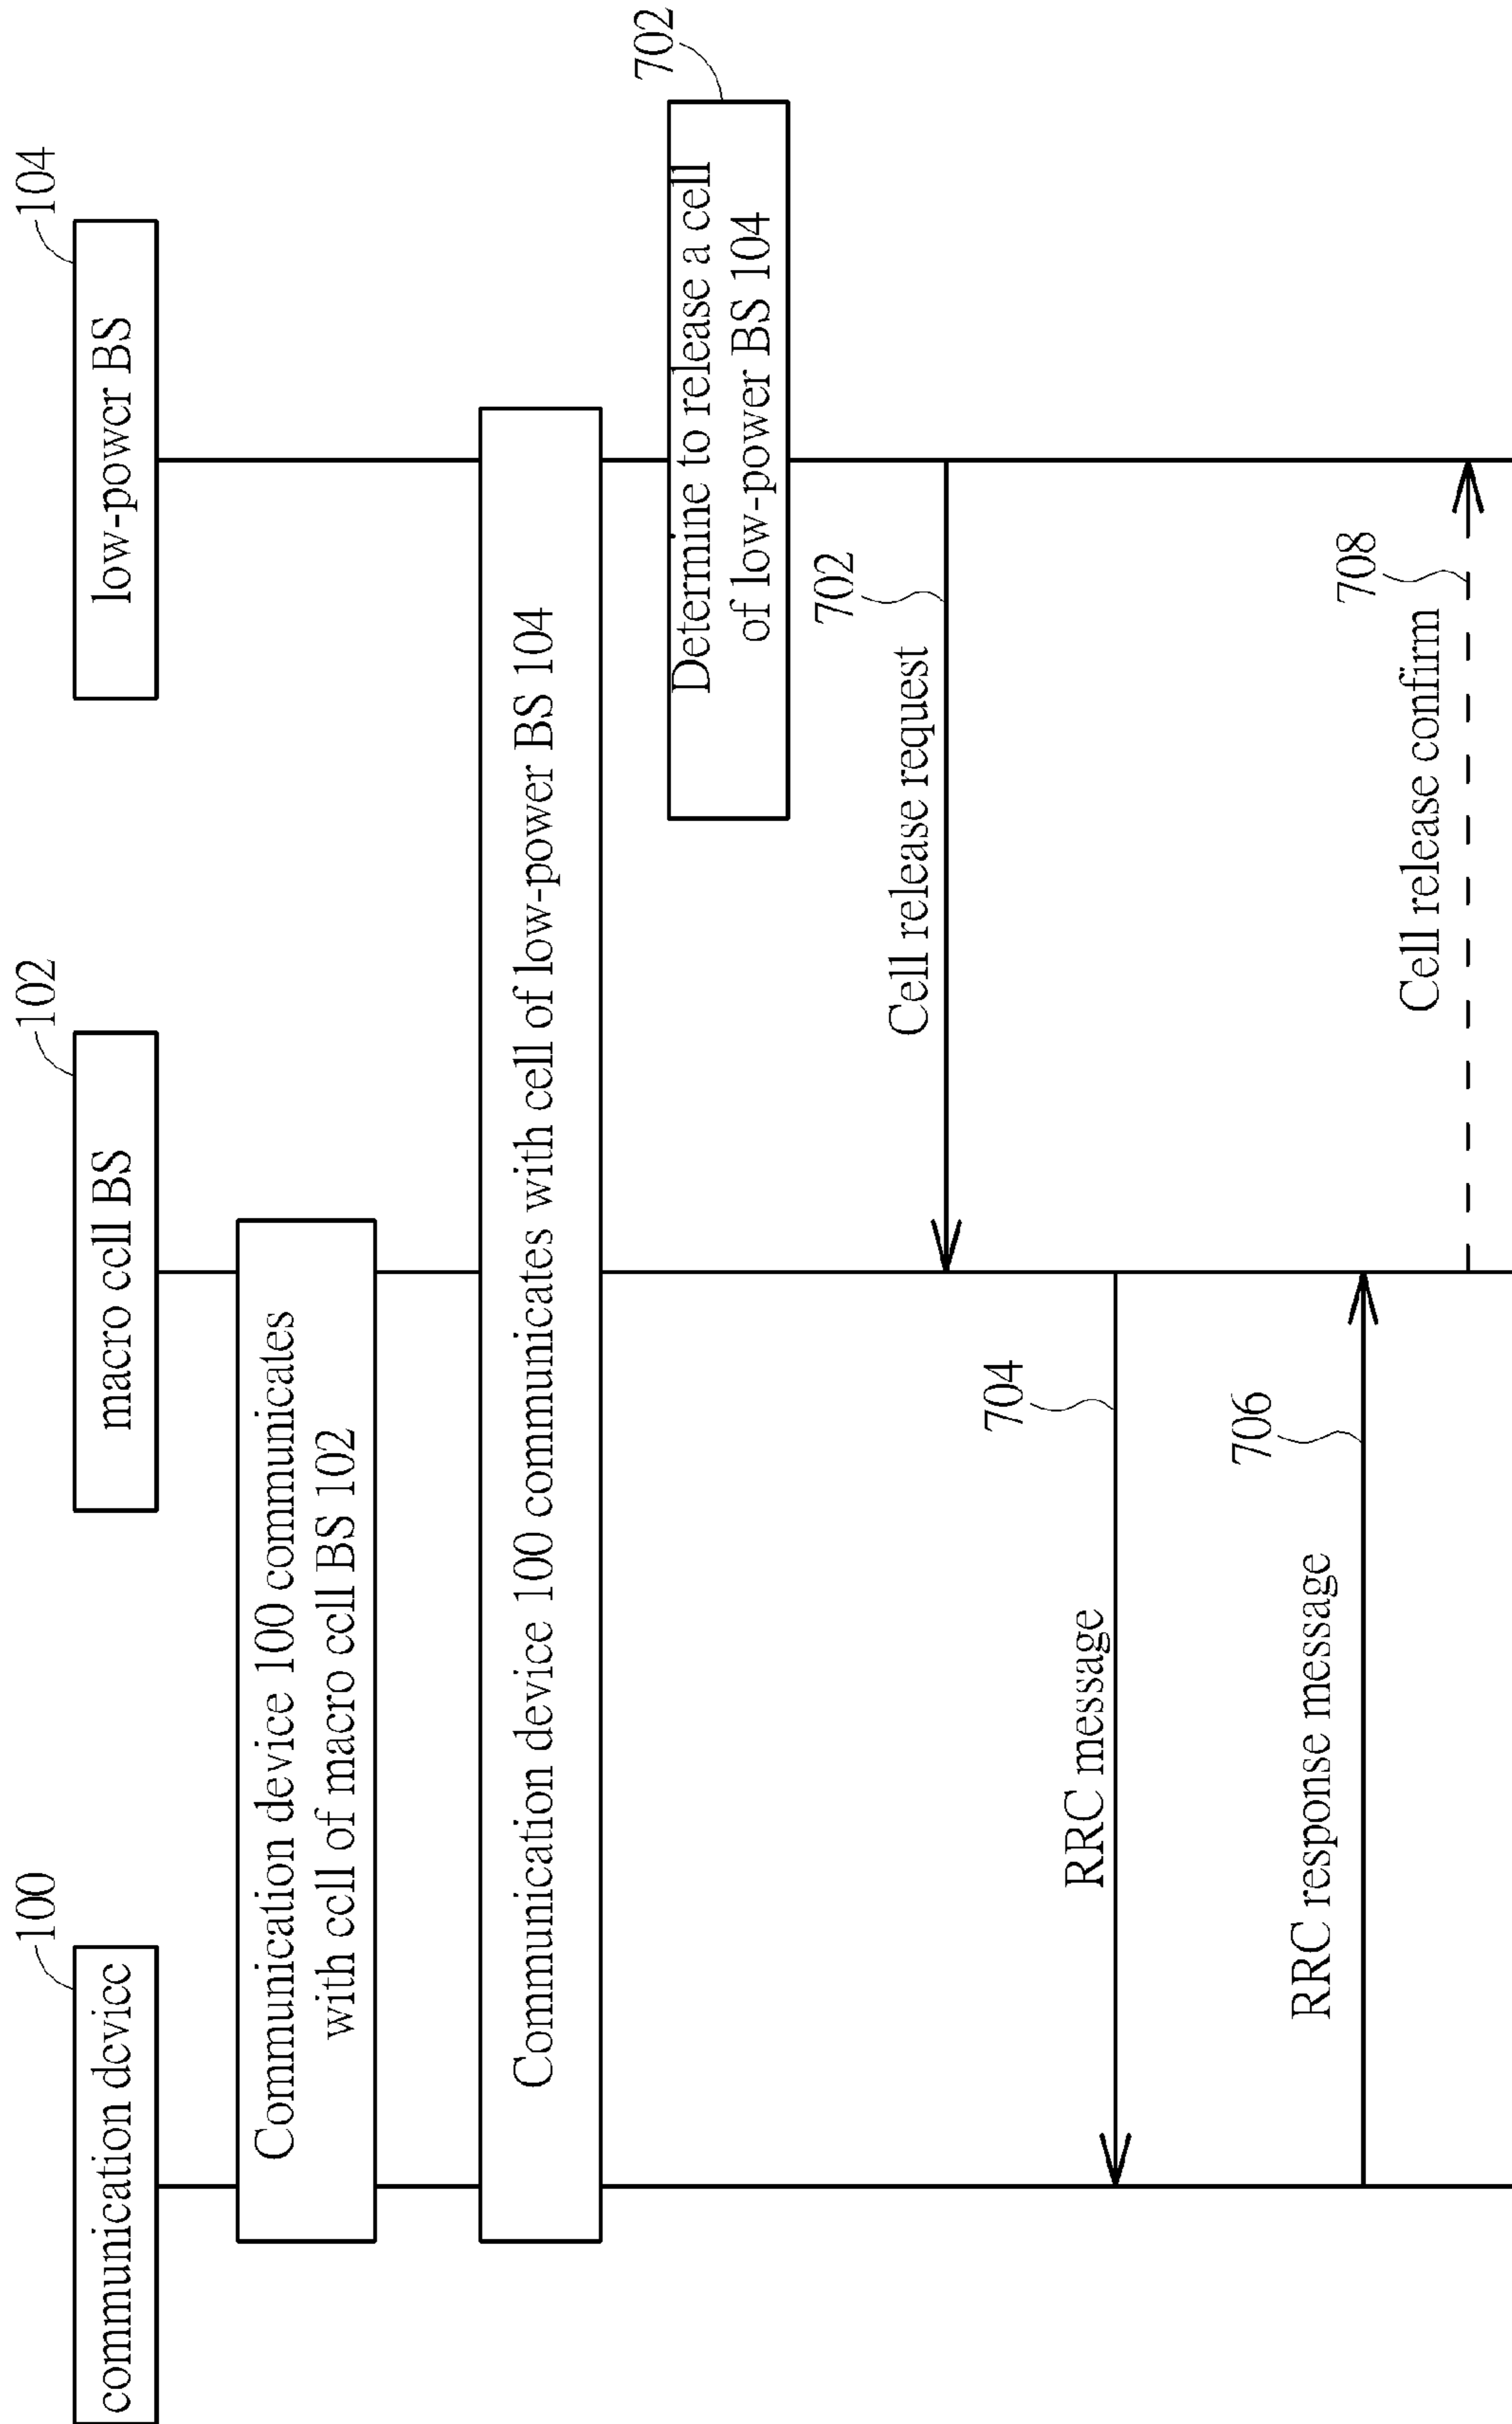 communication device
100
macro cell BS
102
low-power BS
104
Communication device 100 communicates
with cell of macro cell BS 102
Communication device 100 communicates with cell of low-power BS 104
Determine to release a cell
of low-power BS 104
702
Cell release request
702
RRC message
704
RRC response message
706
Cell release confirm
708